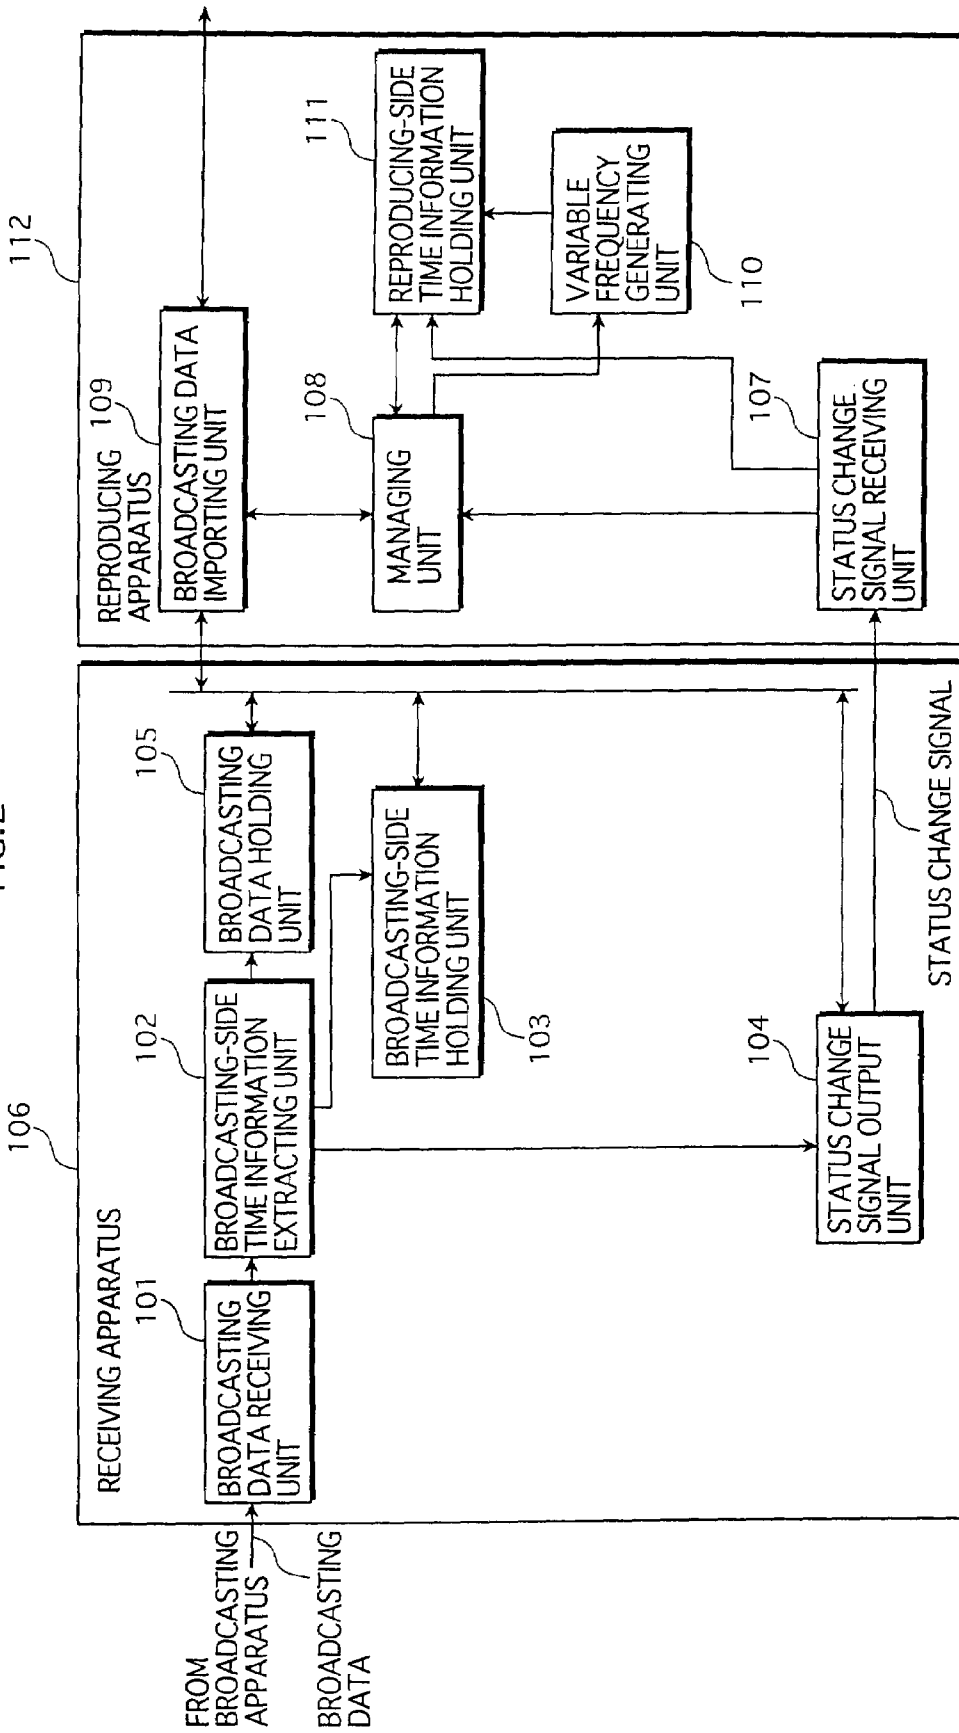 FIG.2
106
112
RECEIVING APPARATUS
REPRODUCING
APPARATUS
FROM
BROADCASTING
APPARATUS
BROADCASTING
DATA
101
BROADCASTING
DATA RECEIVING
UNIT
102
BROADCASTING-SIDE
TIME INFORMATION
EXTRACTING UNIT
105
BROADCASTING
DATA HOLDING
UNIT
BROADCASTING-SIDE
TIME INFORMATION
HOLDING UNIT
103
104
STATUS CHANGE
SIGNAL OUTPUT
UNIT
STATUS CHANGE SIGNAL
109
BROADCASTING DATA
IMPORTING UNIT
108
MANAGING
UNIT
111
REPRODUCING-SIDE
TIME INFORMATION
HOLDING UNIT
VARIABLE
FREQUENCY
GENERATING
UNIT
110
107
STATUS CHANGE
SIGNAL RECEIVING
UNIT